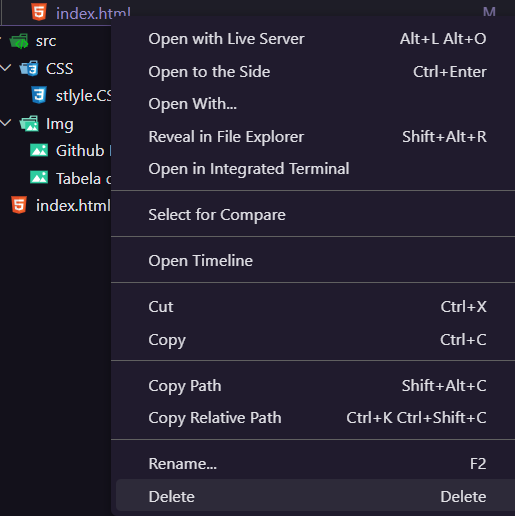 index.html M
Open with Live Server Alt+L Alt+O
src
Open to the Side Ctrl+Enter
CSS
stlyle.CS
Open With...
Img
Reveal in File Explorer Shift+Alt+R
Github
Open in Integrated Terminal
Tabela
index.html
Select for Compare
Open Timeline
Cut Ctrl+X
Copy Ctrl+C
Copy Path Shift+Alt+C
Copy Relative Path Ctrl+K Ctrl+Shift+C
Rename... F2
Delete Delete